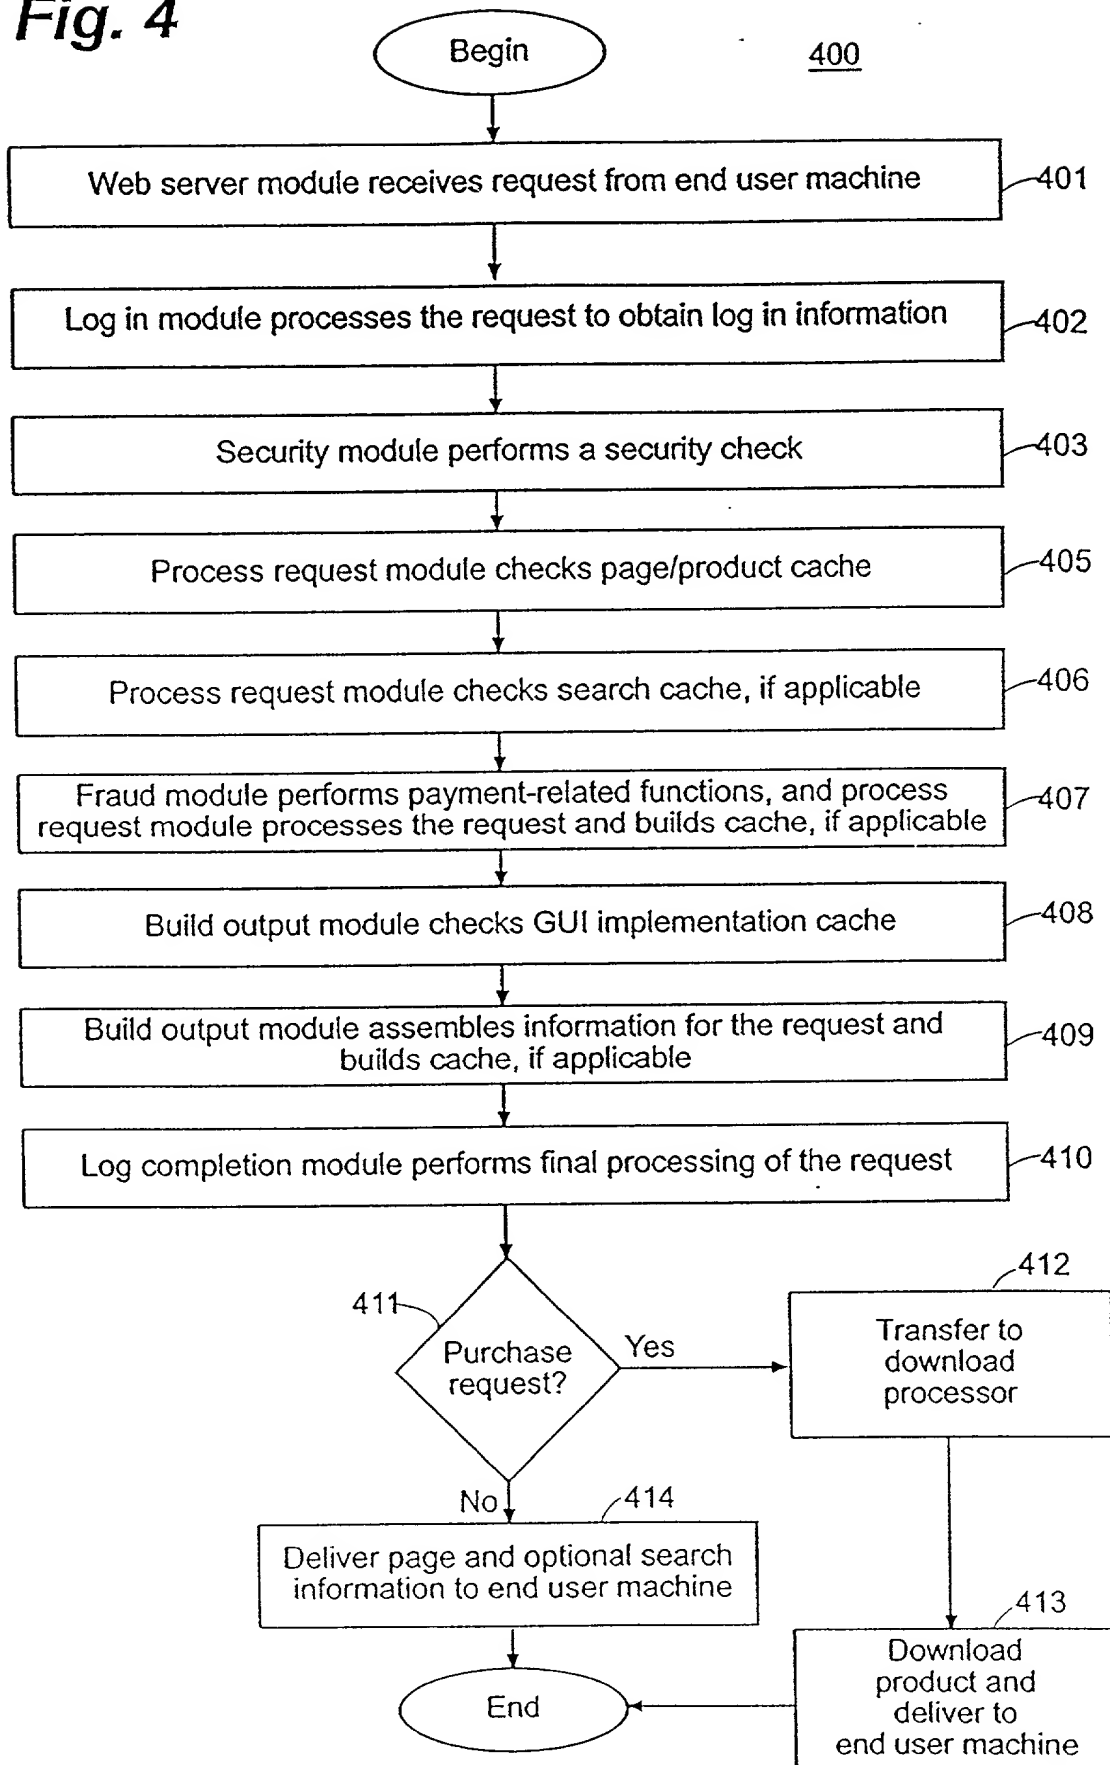 Fig. 4
Begin
400
Web server module receives request from end user machine
401
Log in module processes the request to obtain log in information
402
Security module performs a security check
403
Process request module checks page/product cache
405
Process request module checks search cache, if applicable
406
Fraud module performs payment-related functions, and process
request module processes the request and builds cache, if applicable
407
Build output module checks GUI implementation cache
408
Build output module assembles information for the request and
builds cache, if applicable
409
Log completion module performs final processing of the request
410
411
Purchase
request?
Yes
412
Transfer to
download
processor
No
414
Deliver page and optional search
information to end user machine
413
Download
product and
deliver to
end user machine
End